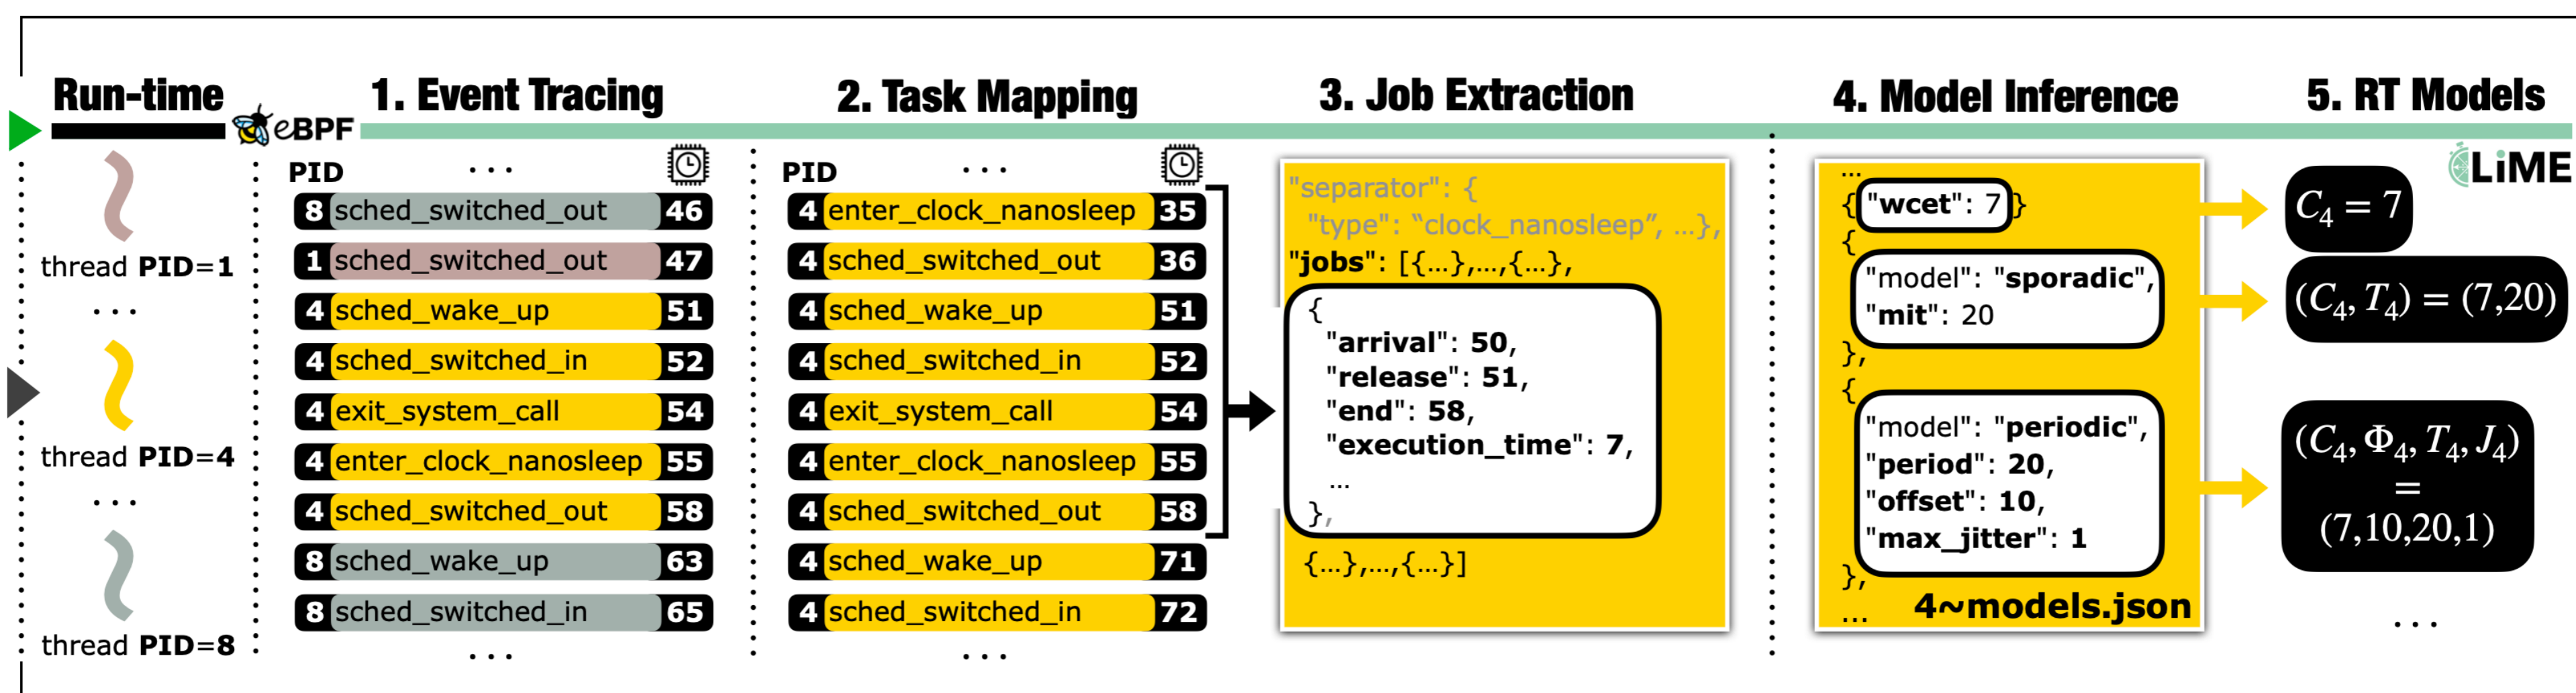 Run-time
eBPF
1. Event Tracing
2. Task Mapping
3. Job Extraction
4. Model Inference
5. RT Models
LiME
thread PID=1
...
thread PID=4
...
thread PID=8
PID ...
8 sched_switched_out 46
1 sched_switched_out 47
4 sched_wake_up 51
4 sched_switched_in 52
4 exit_system_call 54
4 enter_clock_nanosleep 55
4 sched_switched_out 58
8 sched_wake_up 63
8 sched_switched_in 65
...
PID ...
4 enter_clock_nanosleep 35
4 sched_switched_out 36
4 sched_wake_up 51
4 sched_switched_in 52
4 exit_system_call 54
4 enter_clock_nanosleep 55
4 sched_switched_out 58
4 sched_wake_up 71
4 sched_switched_in 72
...
"separator": {
"type": “clock_nanosleep”, …},
"jobs": [{…},…,{…},
{
"arrival": 50,
"release": 51,
"end": 58,
"execution_time": 7,
…
},
{…},…,{…}]
…
{"wcet": 7}
{
"model": "sporadic",
"mit": 20
},
{
"model": "periodic",
"period": 20,
"offset": 10,
"max_jitter": 1
},
… 4~models.json
C₄ = 7
(C₄, T₄) = (7,20)
(C₄, Φ₄, T₄, J₄)
=
(7,10,20,1)
...